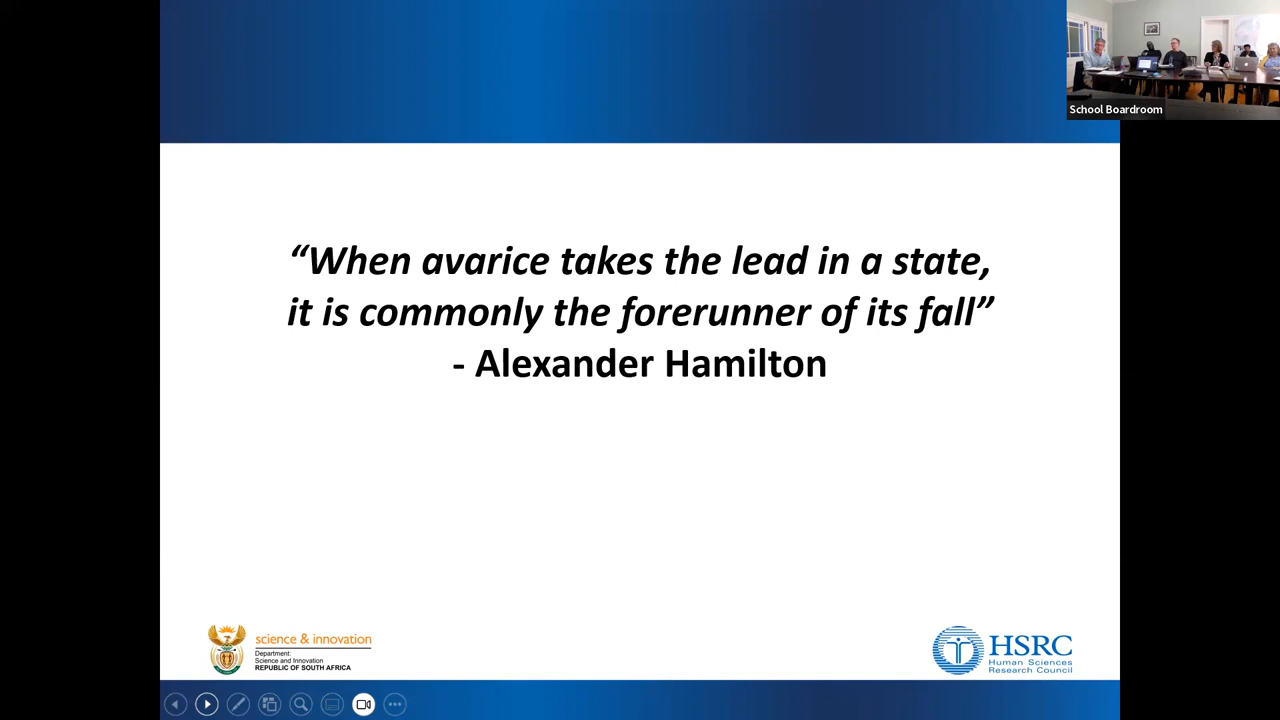 School Boardroom
“When avarice takes the lead in a state,
it is commonly the forerunner of its fall”
- Alexander Hamilton
science & innovation
Department:
Science and Innovation
REPUBLIC OF SOUTH AFRICA
HSRC
Human Sciences
Research Council